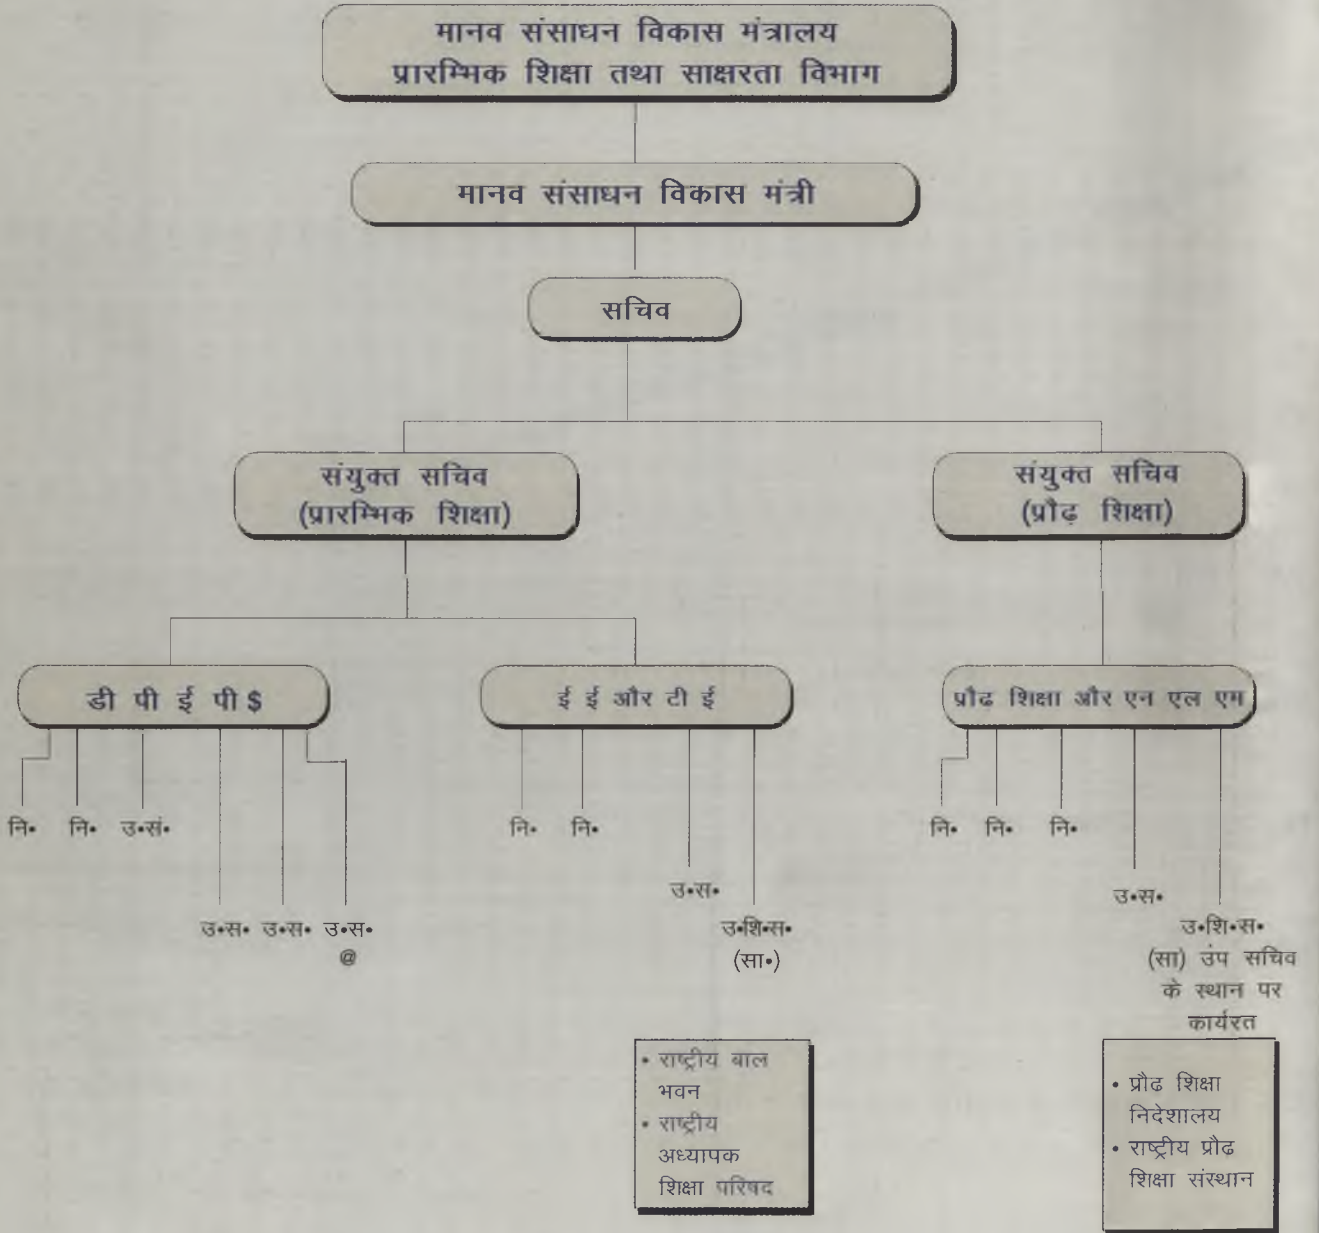 मानव संसाधन विकास मंत्रालय
प्रारम्भिक शिक्षा तथा साक्षरता विभाग
मानव संसाधन विकास मंत्री
सचिव
संयुक्त सचिव
(प्रारम्भिक शिक्षा)
संयुक्त सचिव
(प्रौढ़ शिक्षा)
डी पी ई पी $
ई ई और टी ई
प्रौढ शिक्षा और एन एल एम
नि• नि• उ•सं•
नि• नि•
नि• नि• नि•
उ•स• उ•स• उ•स•
@
उ•स•
उ•शि•स•
(सा•)
उ•स•
उ•शि•स•
(सा) उंप सचिव
के स्थान पर
कार्यरत
• राष्ट्रीय बाल
भवन
• राष्ट्रीय
अध्यापक
शिक्षा परिषद
• प्रौढ शिक्षा
निदेशालय
• राष्ट्रीय प्रौढ
शिक्षा संस्थान